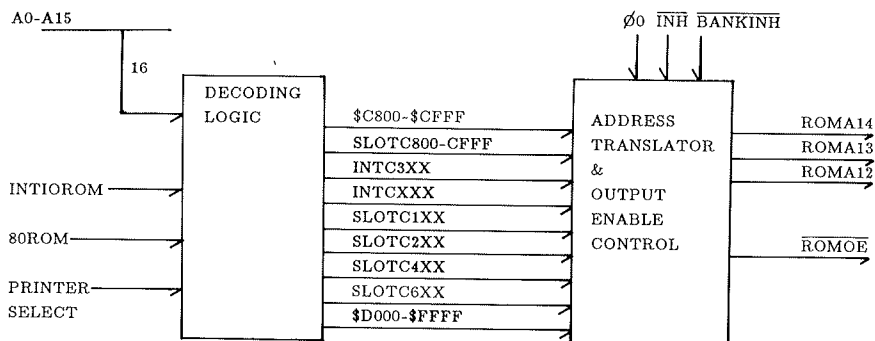 A0-A15
16
INTIOROM
80ROM
PRINTER
SELECT
DECODING
LOGIC
$C800-$CFFF
SLOTC800-CFFF
INTC3XX
INTCXXX
SLOTC1XX
SLOTC2XX
SLOTC4XX
SLOTC6XX
$D000-$FFFF
Ø0 INH BANKINH
ADDRESS
TRANSLATOR
&
OUTPUT
ENABLE
CONTROL
ROMA14
ROMA13
ROMA12
ROMOE